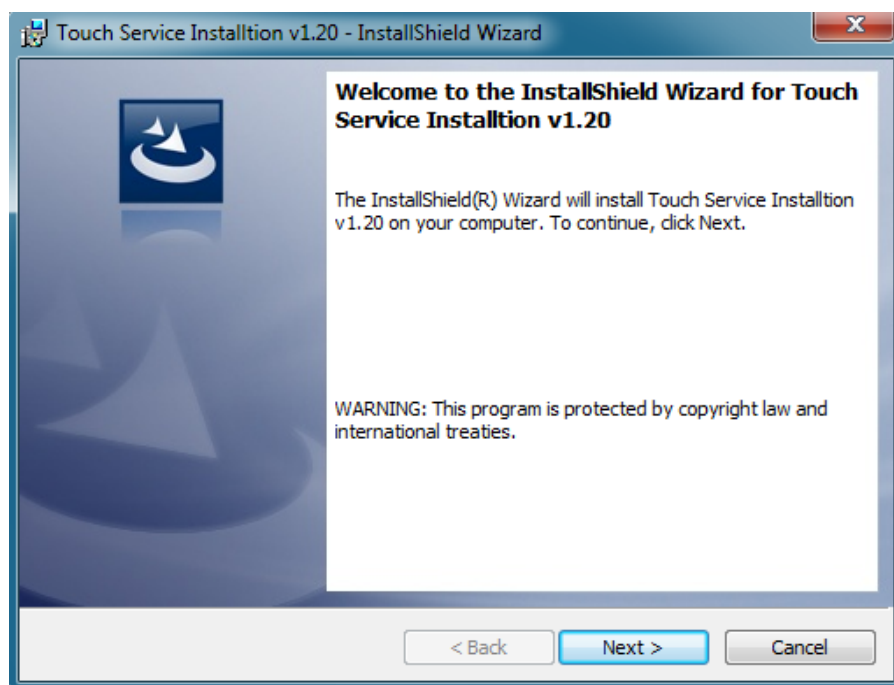 Touch Service Installtion v1.20 - InstallShield Wizard
Welcome to the InstallShield Wizard for Touch
Service Installtion v1.20
The InstallShield(R) Wizard will install Touch Service Installtion
v1.20 on your computer. To continue, click Next.
WARNING: This program is protected by copyright law and
international treaties.
< Back
Next >
Cancel